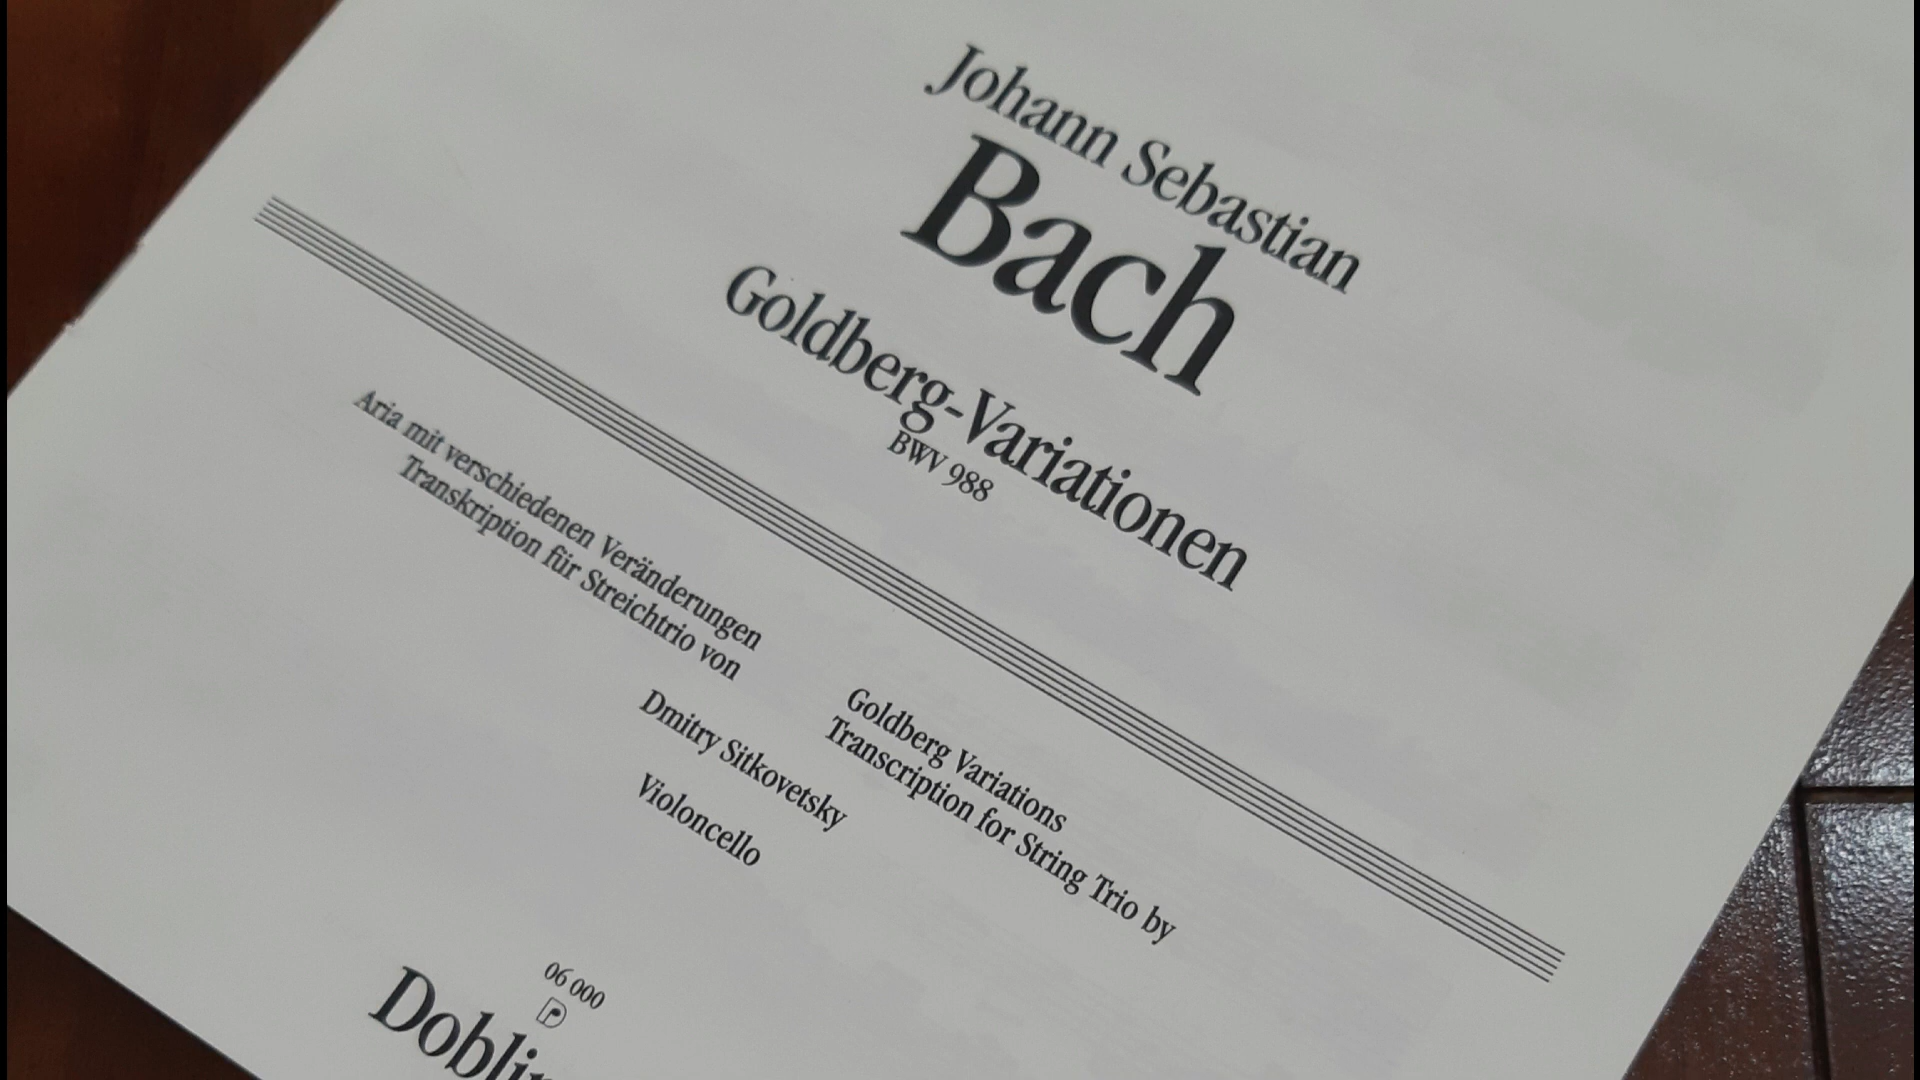 Johann Sebastian
Bach
Goldberg-Variationen
BWV 988
Aria mit verschiedenen Veränderungen
Transkription für Streichtrio von
Goldberg Variations
Transcription for String Trio by
Dmitry Sitkovetsky
Violoncello
06 000